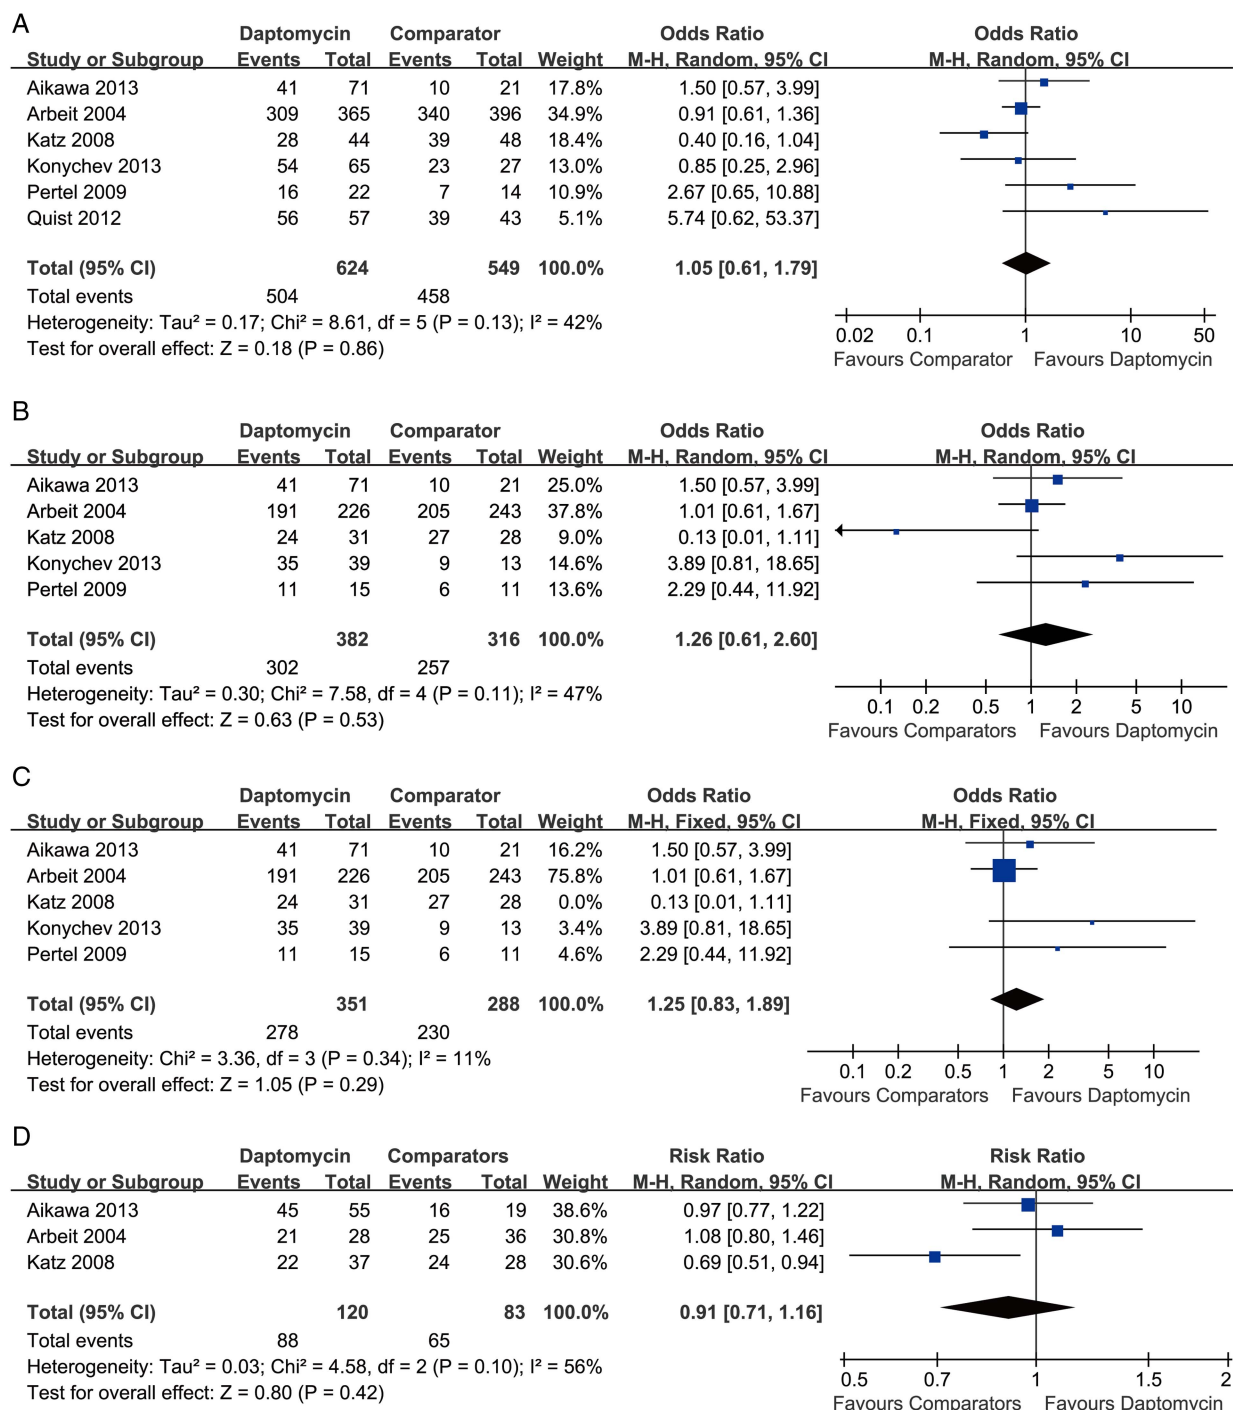 A
Daptomycin Comparator Odds Ratio Odds Ratio
Study or Subgroup Events Total Events Total Weight M-H, Random, 95% CI M-H, Random, 95% CI
Aikawa 2013 41 71 10 21 17.8% 1.50 [0.57, 3.99]
Arbeit 2004 309 365 340 396 34.9% 0.91 [0.61, 1.36]
Katz 2008 28 44 39 48 18.4% 0.40 [0.16, 1.04]
Konychev 2013 54 65 23 27 13.0% 0.85 [0.25, 2.96]
Pertel 2009 16 22 7 14 10.9% 2.67 [0.65, 10.88]
Quist 2012 56 57 39 43 5.1% 5.74 [0.62, 53.37]
Total (95% CI) 624 549 100.0% 1.05 [0.61, 1.79]
Total events 504 458
Heterogeneity: Tau² = 0.17; Chi² = 8.61, df = 5 (P = 0.13); I² = 42%
Test for overall effect: Z = 0.18 (P = 0.86)
0.02 0.1 1 10 50
Favours Comparator Favours Daptomycin
B
Daptomycin Comparator Odds Ratio Odds Ratio
Study or Subgroup Events Total Events Total Weight M-H, Random, 95% CI M-H, Random, 95% CI
Aikawa 2013 41 71 10 21 25.0% 1.50 [0.57, 3.99]
Arbeit 2004 191 226 205 243 37.8% 1.01 [0.61, 1.67]
Katz 2008 24 31 27 28 9.0% 0.13 [0.01, 1.11]
Konychev 2013 35 39 9 13 14.6% 3.89 [0.81, 18.65]
Pertel 2009 11 15 6 11 13.6% 2.29 [0.44, 11.92]
Total (95% CI) 382 316 100.0% 1.26 [0.61, 2.60]
Total events 302 257
Heterogeneity: Tau² = 0.30; Chi² = 7.58, df = 4 (P = 0.11); I² = 47%
Test for overall effect: Z = 0.63 (P = 0.53)
0.1 0.2 0.5 1 2 5 10
Favours Comparators Favours Daptomycin
C
Daptomycin Comparator Odds Ratio Odds Ratio
Study or Subgroup Events Total Events Total Weight M-H, Fixed, 95% CI M-H, Fixed, 95% CI
Aikawa 2013 41 71 10 21 16.2% 1.50 [0.57, 3.99]
Arbeit 2004 191 226 205 243 75.8% 1.01 [0.61, 1.67]
Katz 2008 24 31 27 28 0.0% 0.13 [0.01, 1.11]
Konychev 2013 35 39 9 13 3.4% 3.89 [0.81, 18.65]
Pertel 2009 11 15 6 11 4.6% 2.29 [0.44, 11.92]
Total (95% CI) 351 288 100.0% 1.25 [0.83, 1.89]
Total events 278 230
Heterogeneity: Chi² = 3.36, df = 3 (P = 0.34); I² = 11%
Test for overall effect: Z = 1.05 (P = 0.29)
0.1 0.2 0.5 1 2 5 10
Favours Comparators Favours Daptomycin
D
Daptomycin Comparators Risk Ratio Risk Ratio
Study or Subgroup Events Total Events Total Weight M-H, Random, 95% CI M-H, Random, 95% CI
Aikawa 2013 45 55 16 19 38.6% 0.97 [0.77, 1.22]
Arbeit 2004 21 28 25 36 30.8% 1.08 [0.80, 1.46]
Katz 2008 22 37 24 28 30.6% 0.69 [0.51, 0.94]
Total (95% CI) 120 83 100.0% 0.91 [0.71, 1.16]
Total events 88 65
Heterogeneity: Tau² = 0.03; Chi² = 4.58, df = 2 (P = 0.10); I² = 56%
Test for overall effect: Z = 0.80 (P = 0.42)
0.5 0.7 1 1.5 2
Favours Comparators Favours Daptomycin